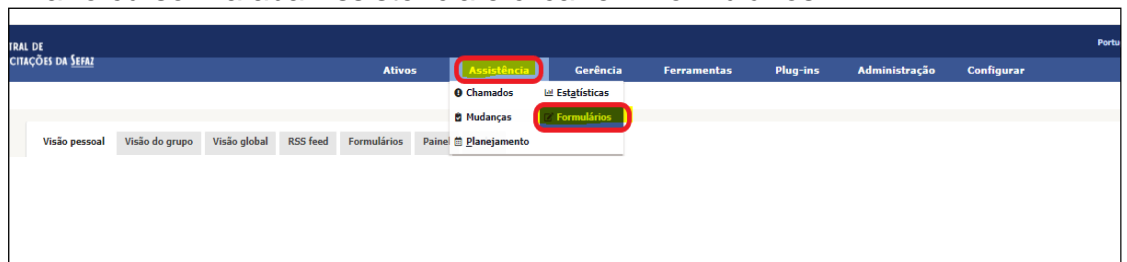 TRAL DE
CITAÇÕES DA SEFAZ
Portu
Ativos Assistência Gerência Ferramentas Plug-ins Administração Configurar
Chamados Estatísticas
Mudanças Formulários
Planejamento
Visão pessoal Visão do grupo Visão global RSS feed Formulários Painel